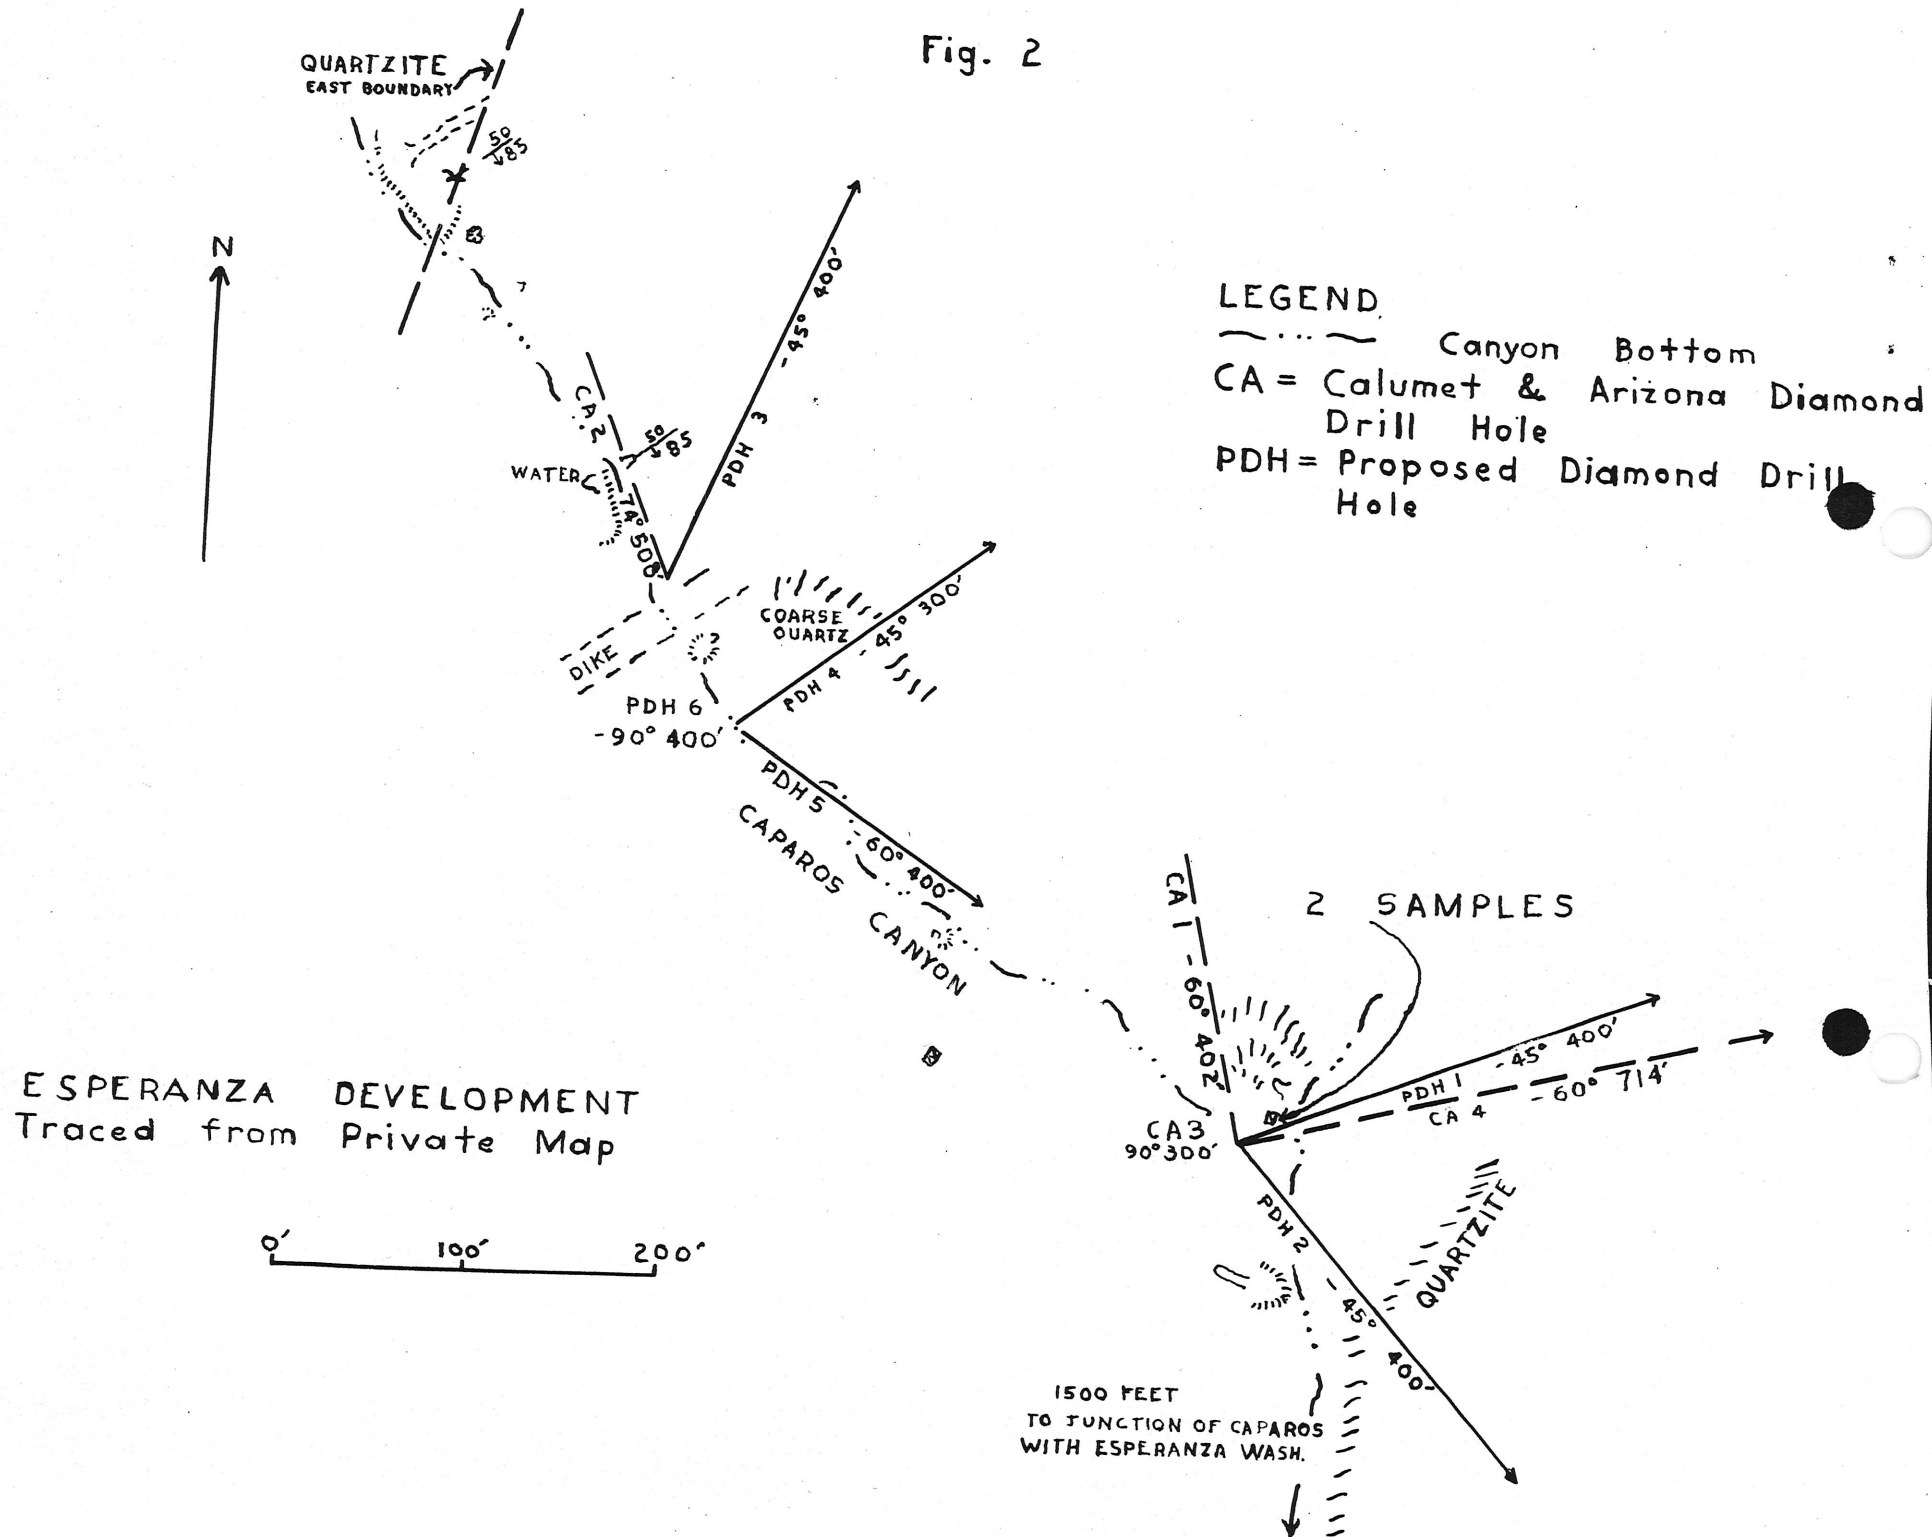 Fig. 2
QUARTZITE
EAST BOUNDARY
50
85
N
LEGEND
Canyon Bottom
CA = Calumet & Arizona Diamond
Drill Hole
PDH = Proposed Diamond Drill
Hole
PDH 3 -45° 400'
CA 2 74° 500'
50
85
WATER
COARSE
QUARTZ
DIKE
PDH 4 45° 300'
PDH 6
-90° 400'
PDH 5 -60° 400'
CAPAROS CANYON
CA 1 -60° 402'
2 SAMPLES
PDH 1 -45° 400'
CA 4 -60° 714'
CA 3
90° 300'
PDH 2 -45° 400'
QUARTZITE
ESPERANZA DEVELOPMENT
Traced from Private Map
0' 100' 200'
1500 FEET
TO JUNCTION OF CAPAROS
WITH ESPERANZA WASH.